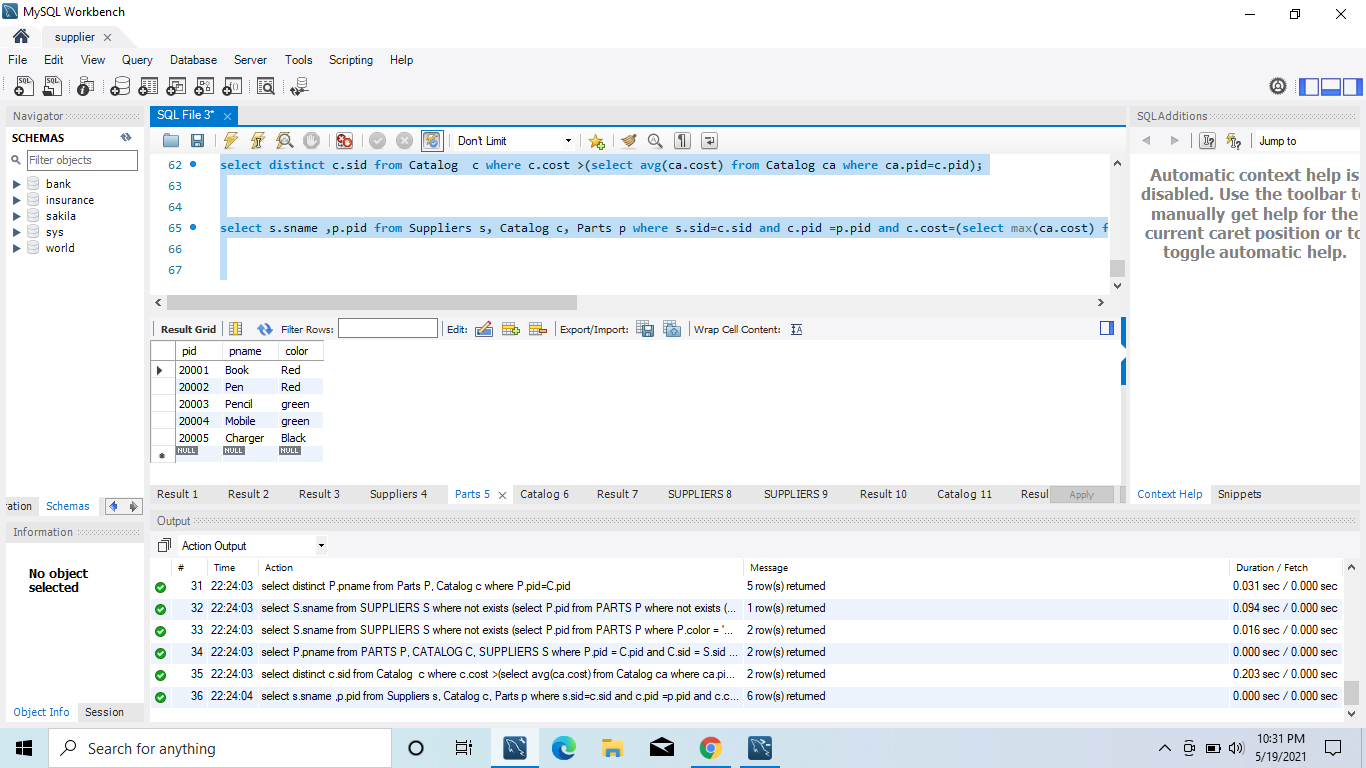 MySQL Workbench
supplier
File Edit View Query Database Server Tools Scripting Help
Navigator
SCHEMAS
Filter objects
bank
insurance
sakila
sys
world
ration Schemas
Information
No object
selected
Object Info Session
SQL File 3*
Don't Limit
62 select distinct c.sid from Catalog c where c.cost >(select avg(ca.cost) from Catalog ca where ca.pid=c.pid);
63
64
65 select s.sname ,p.pid from Suppliers s, Catalog c, Parts p where s.sid=c.sid and c.pid =p.pid and c.cost=(select max(ca.cost) f
66
67
Result Grid Filter Rows: Edit: Export/Import: Wrap Cell Content:
pid pname color
20001 Book Red
20002 Pen Red
20003 Pencil green
20004 Mobile green
20005 Charger Black
NULL NULL NULL
Result 1 Result 2 Result 3 Suppliers 4 Parts 5 Catalog 6 Result 7 SUPPLIERS 8 SUPPLIERS 9 Result 10 Catalog 11 Resul Apply
SQLAdditions
Jump to
Automatic context help is
disabled. Use the toolbar to
manually get help for the
current caret position or to
toggle automatic help.
Context Help Snippets
Output
Action Output
# Time Action Message Duration / Fetch
31 22:24:03 select distinct P.pname from Parts P, Catalog c where P.pid=C.pid 5 row(s) returned 0.031 sec / 0.000 sec
32 22:24:03 select S.sname from SUPPLIERS S where not exists (select P.pid from PARTS P where not exists (... 1 row(s) returned 0.094 sec / 0.000 sec
33 22:24:03 select S.sname from SUPPLIERS S where not exists (select P.pid from PARTS P where P.color = '... 2 row(s) returned 0.016 sec / 0.000 sec
34 22:24:03 select P.pname from PARTS P, CATALOG C, SUPPLIERS S where P.pid = C.pid and C.sid = S.sid ... 2 row(s) returned 0.000 sec / 0.000 sec
35 22:24:03 select distinct c.sid from Catalog c where c.cost >(select avg(ca.cost) from Catalog ca where ca.pi... 2 row(s) returned 0.203 sec / 0.000 sec
36 22:24:04 select s.sname ,p.pid from Suppliers s, Catalog c, Parts p where s.sid=c.sid and c.pid =p.pid and c.c... 6 row(s) returned 0.000 sec / 0.000 sec
Search for anything
10:31 PM
5/19/2021